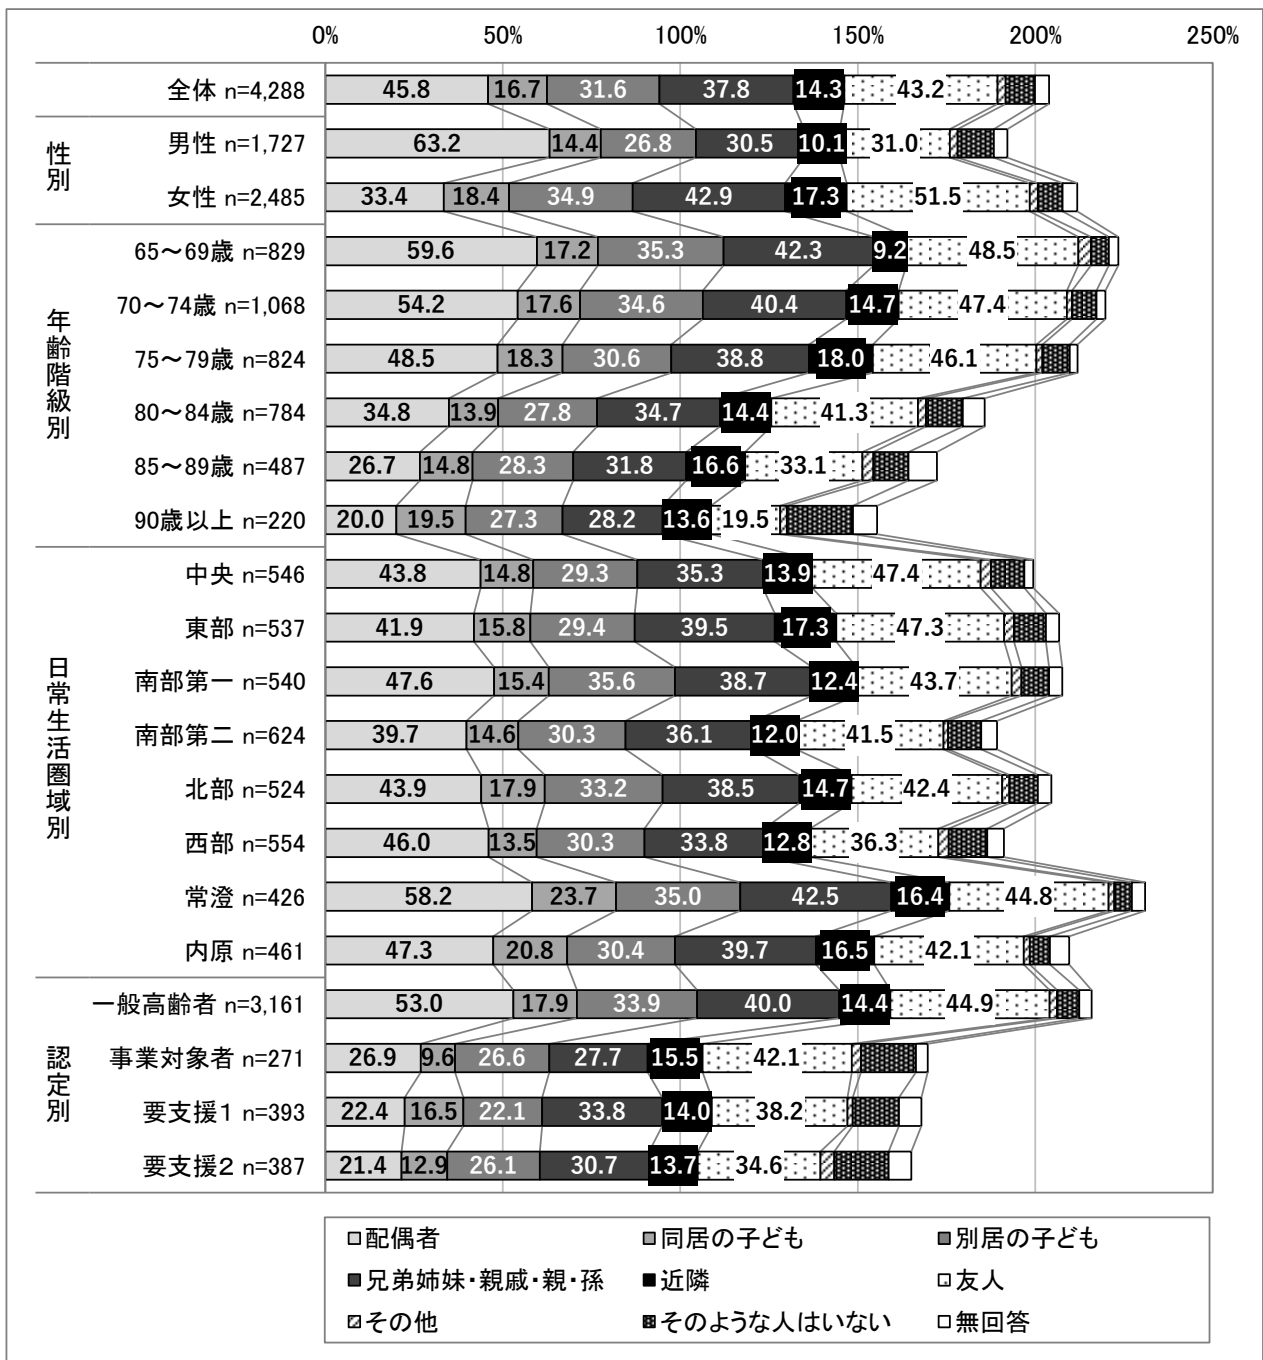 0% 50% 100% 150% 200% 250%
全体 n=4,288 45.8 16.7 31.6 37.8 14.3 43.2
性別
男性 n=1,727 63.2 14.4 26.8 30.5 10.1 31.0
女性 n=2,485 33.4 18.4 34.9 42.9 17.3 51.5
年齢階級別
65～69歳 n=829 59.6 17.2 35.3 42.3 9.2 48.5
70～74歳 n=1,068 54.2 17.6 34.6 40.4 14.7 47.4
75～79歳 n=824 48.5 18.3 30.6 38.8 18.0 46.1
80～84歳 n=784 34.8 13.9 27.8 34.7 14.4 41.3
85～89歳 n=487 26.7 14.8 28.3 31.8 16.6 33.1
90歳以上 n=220 20.0 19.5 27.3 28.2 13.6 19.5
日常生活圏域別
中央 n=546 43.8 14.8 29.3 35.3 13.9 47.4
東部 n=537 41.9 15.8 29.4 39.5 17.3 47.3
南部第一 n=540 47.6 15.4 35.6 38.7 12.4 43.7
南部第二 n=624 39.7 14.6 30.3 36.1 12.0 41.5
北部 n=524 43.9 17.9 33.2 38.5 14.7 42.4
西部 n=554 46.0 13.5 30.3 33.8 12.8 36.3
常澄 n=426 58.2 23.7 35.0 42.5 16.4 44.8
内原 n=461 47.3 20.8 30.4 39.7 16.5 42.1
認定別
一般高齢者 n=3,161 53.0 17.9 33.9 40.0 14.4 44.9
事業対象者 n=271 26.9 9.6 26.6 27.7 15.5 42.1
要支援1 n=393 22.4 16.5 22.1 33.8 14.0 38.2
要支援2 n=387 21.4 12.9 26.1 30.7 13.7 34.6
配偶者 同居の子ども 別居の子ども
兄弟姉妹・親戚・親・孫 近隣 友人
その他 そのような人はいない 無回答